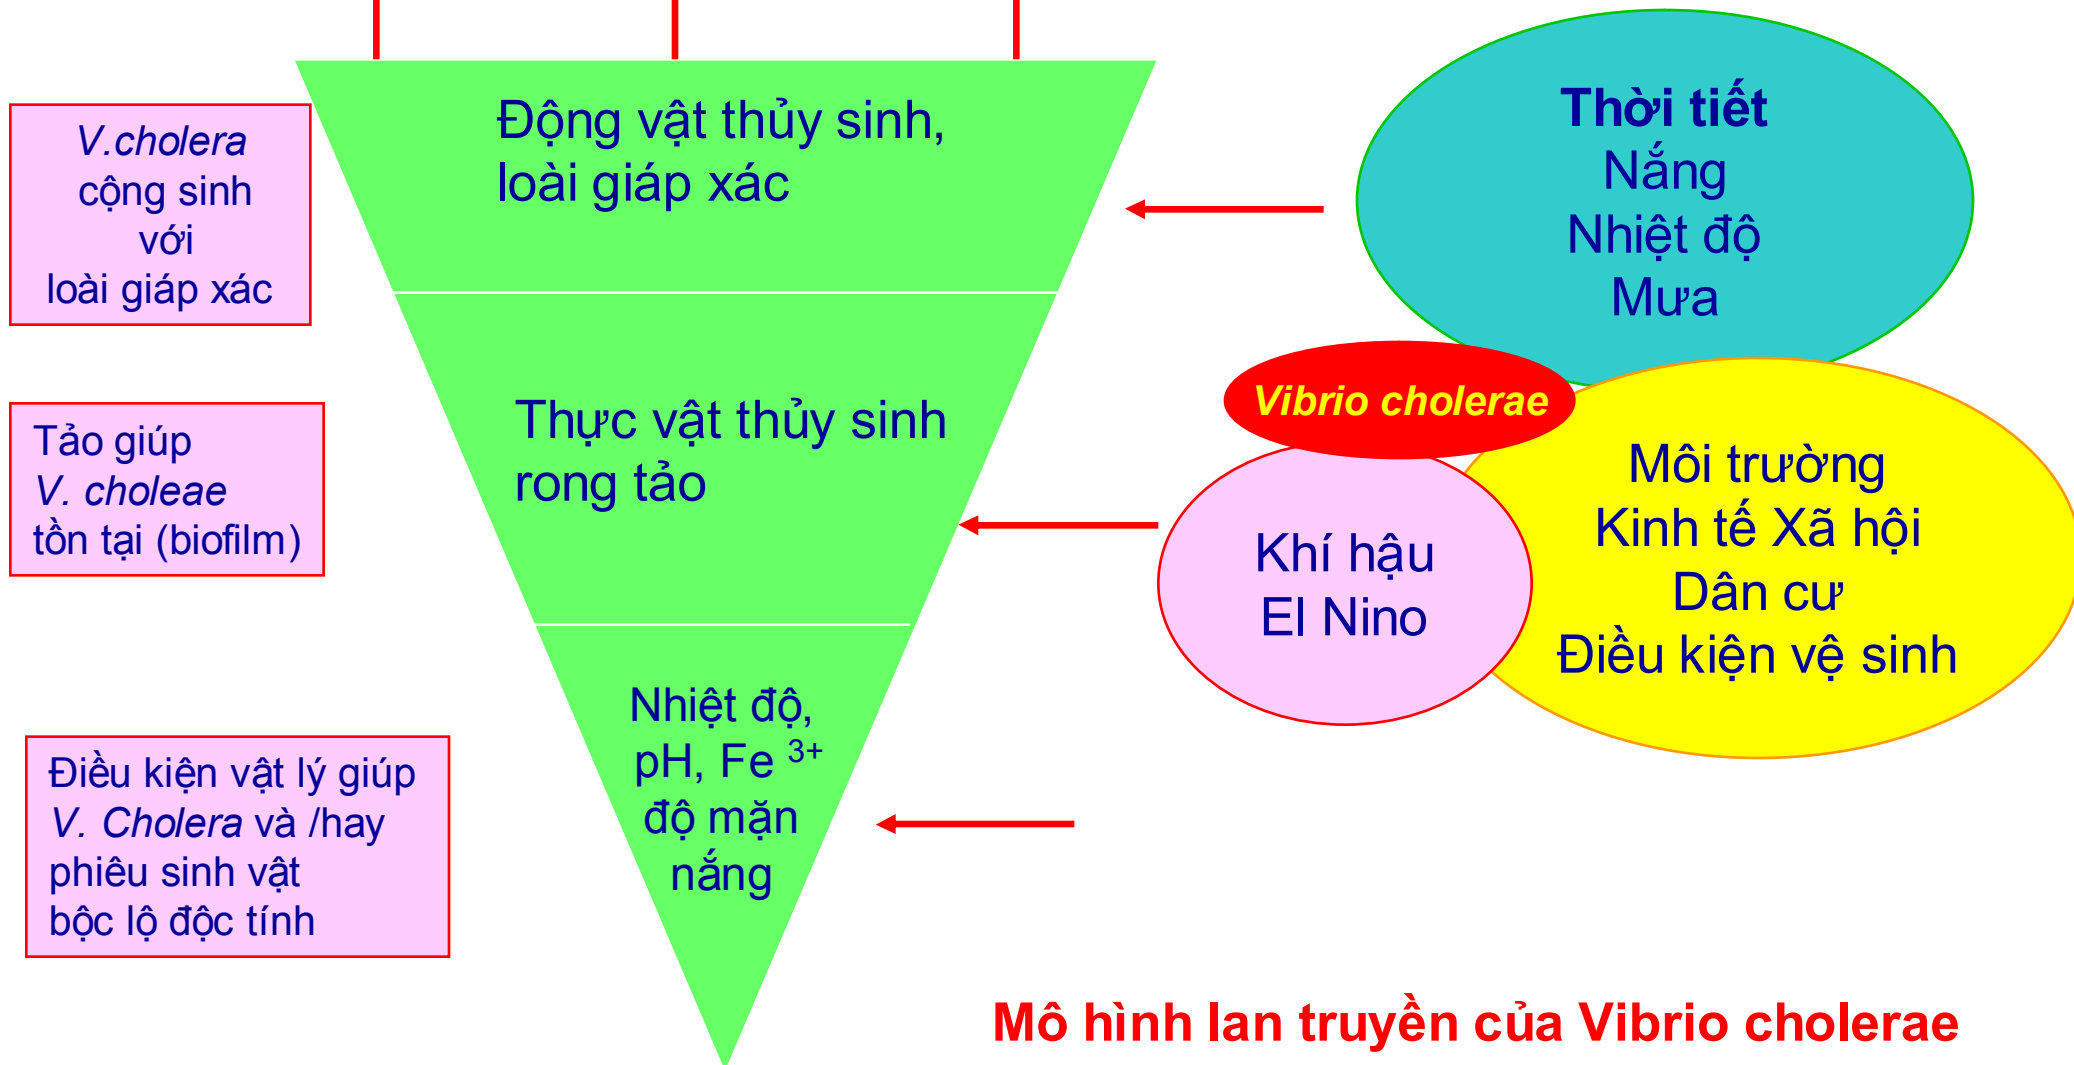 V.cholera
cộng sinh
với
loài giáp xác
Tảo giúp
V. choleae
tồn tại (biofilm)
Điều kiện vật lý giúp
V. Cholera và /hay
phiêu sinh vật
bộc lộ độc tính
Động vật thủy sinh,
loài giáp xác
Thực vật thủy sinh
rong tảo
Nhiệt độ,
pH, Fe ³⁺
độ mặn
nắng
Thời tiết
Nắng
Nhiệt độ
Mưa
Vibrio cholerae
Khí hậu
El Nino
Môi trường
Kinh tế Xã hội
Dân cư
Điều kiện vệ sinh
Mô hình lan truyền của Vibrio cholerae